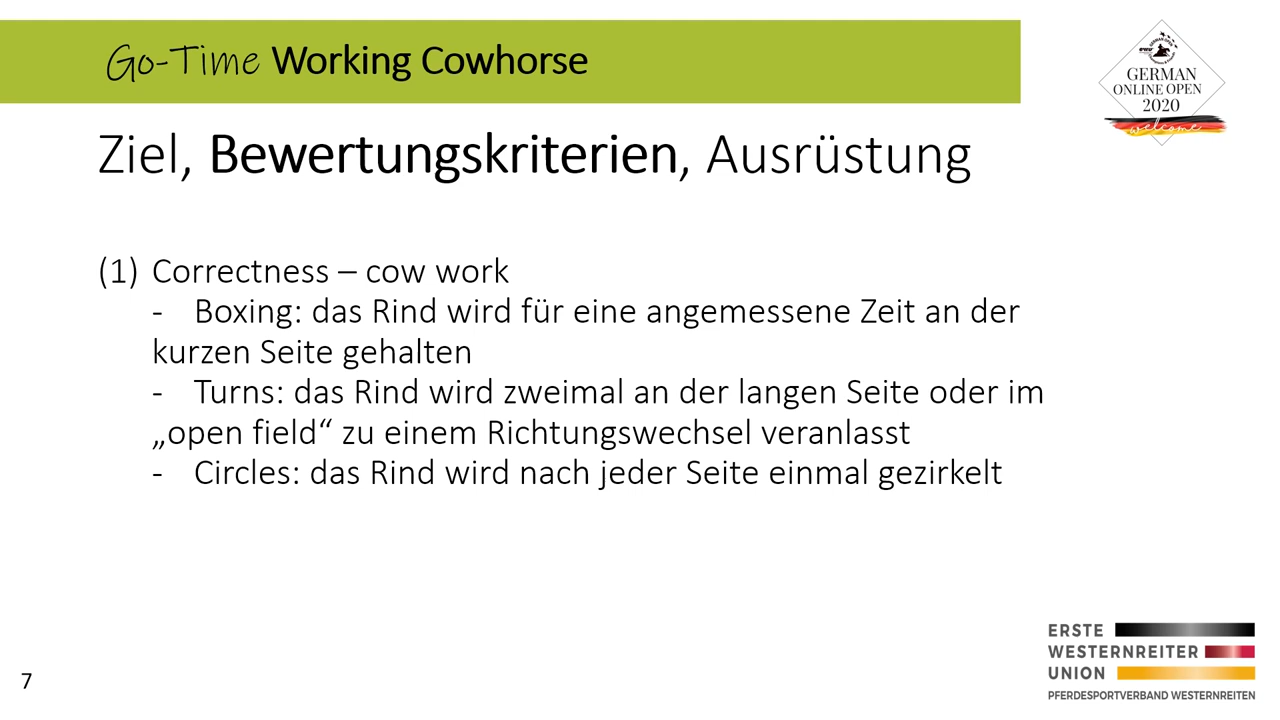 Go-Time Working Cowhorse
GERMAN
ONLINE OPEN
2020
welcome
Ziel, Bewertungskriterien, Ausrüstung
(1) Correctness – cow work
- Boxing: das Rind wird für eine angemessene Zeit an der
kurzen Seite gehalten
- Turns: das Rind wird zweimal an der langen Seite oder im
„open field“ zu einem Richtungswechsel veranlasst
- Circles: das Rind wird nach jeder Seite einmal gezirkelt
ERSTE
WESTERNREITER
UNION
PFERDESPORTVERBAND WESTERNREITEN
7